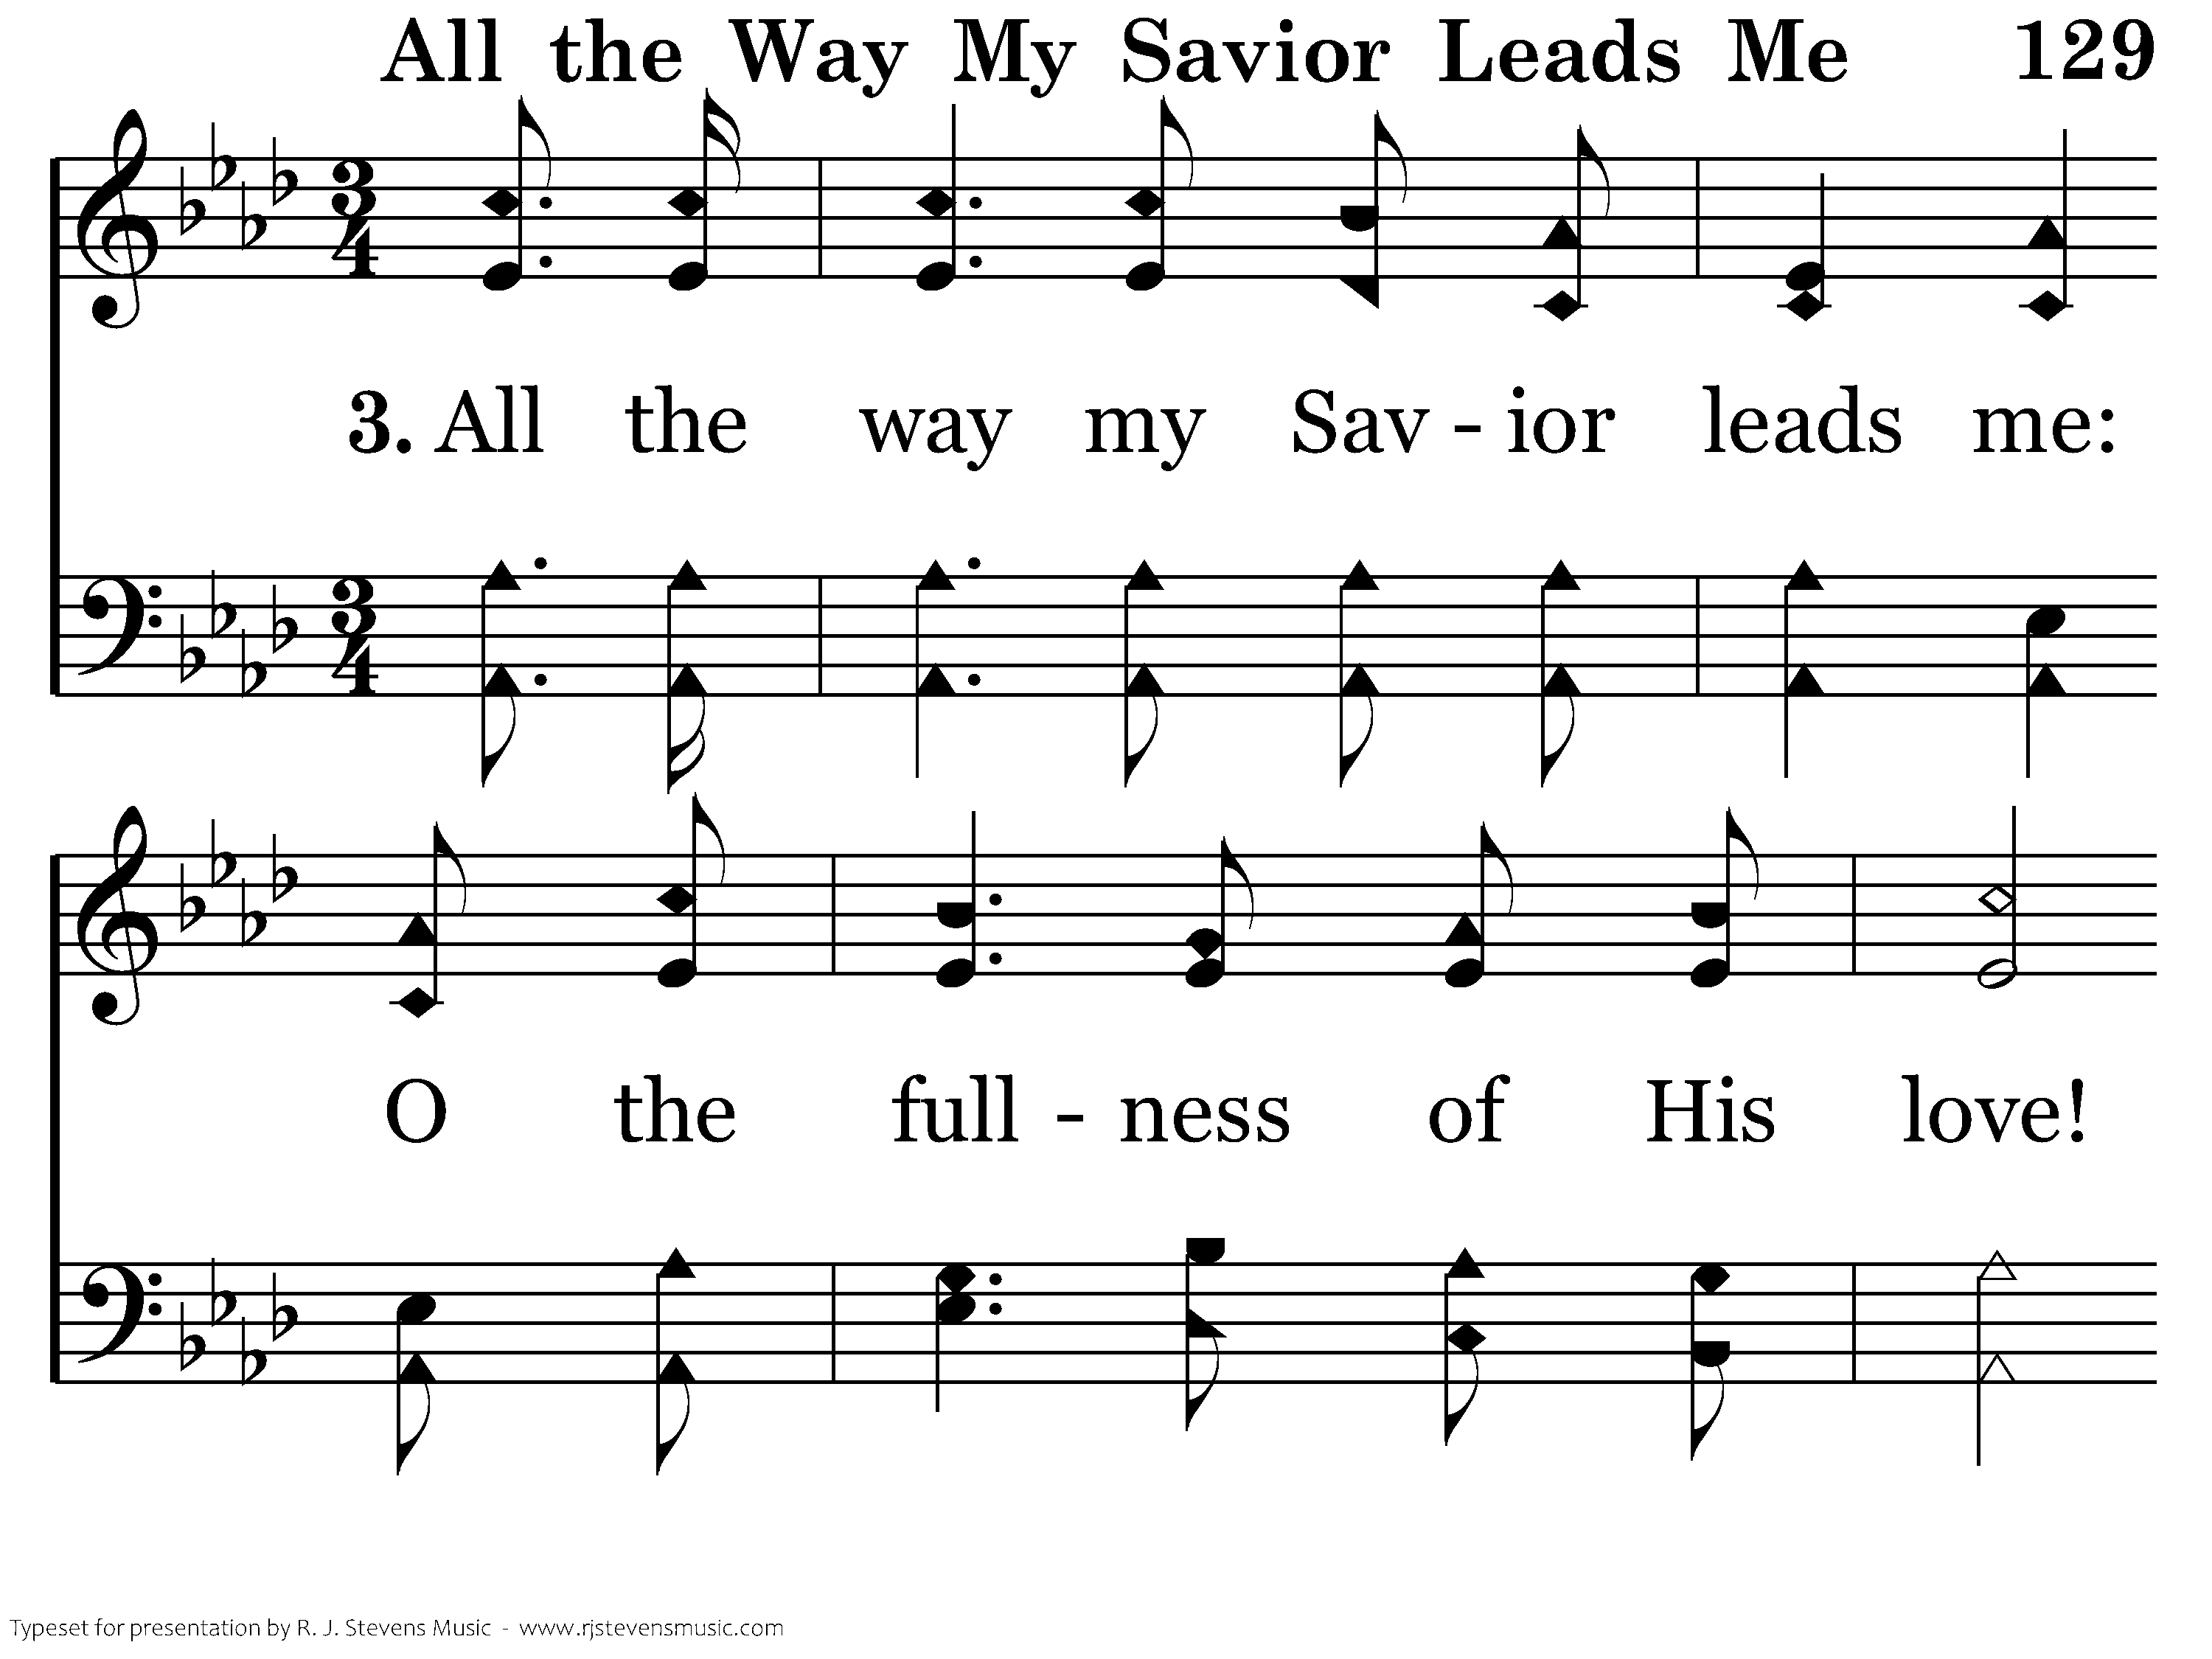 All the Way My Savior Leads Me 129
3. All the way my Sav - ior leads me:
O the full - ness of His love!
Typeset for presentation by R. J. Stevens Music - www.rjstevensmusic.com